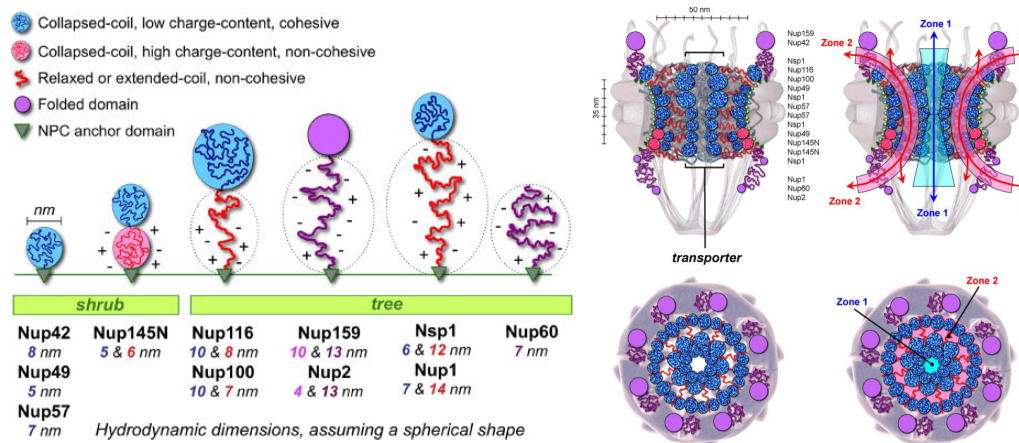 Collapsed-coil, low charge-content, cohesive
Collapsed-coil, high charge-content, non-cohesive
Relaxed or extended-coil, non-cohesive
Folded domain
NPC anchor domain
nm
+ - + - + -
- + - + - +
- + - + - +
- + - + - +
- + - + - +
shrub
tree
Nup42
8 nm
Nup49
5 nm
Nup57
7 nm
Nup145N
5 & 6 nm
Nup116
10 & 8 nm
Nup100
10 & 7 nm
Nup159
10 & 13 nm
Nup2
4 & 13 nm
Nsp1
6 & 12 nm
Nup1
7 & 14 nm
Nup60
7 nm
Hydrodynamic dimensions, assuming a spherical shape
50 nm
35 nm
Nup159
Nup42
Nsp1
Nup116
Nup100
Nup49
Nsp1
Nup57
Nup57
Nsp1
Nup49
Nup145N
Nup145N
Nsp1
Nup1
Nup60
Nup2
transporter
Zone 1
Zone 2
Zone 2
Zone 1
Zone 1
Zone 2